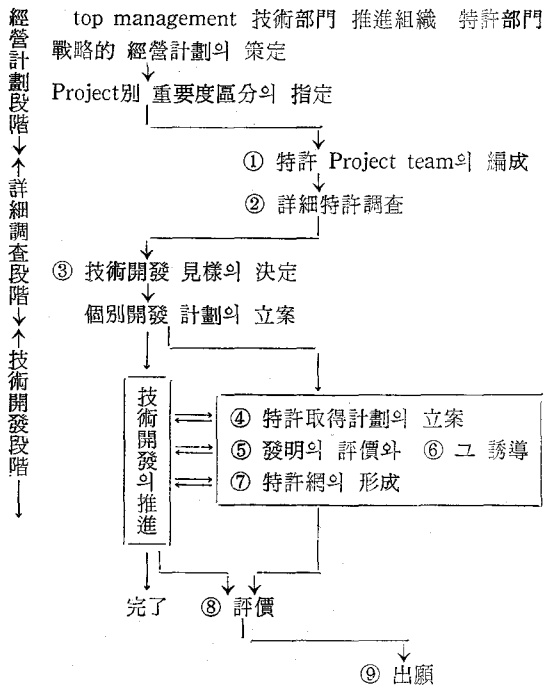 經營計劃段階↓↑詳細調査段階↓↑技術開發段階↓
top management 技術部門 推進組織 特許部門
戰略的 經營計劃의 策定
Project別 重要度區分의 指定
① 特許 Project team의 編成
② 詳細特許調查
③ 技術開發 見樣의 決定
個別開發 計劃의 立案
技術開發의 推進
④ 特許取得計劃의 立案
⑤ 發明의 評價와 ⑥ 그 誘導
⑦ 特許網의 形成
完了 ⑧ 評價
⑨ 出願